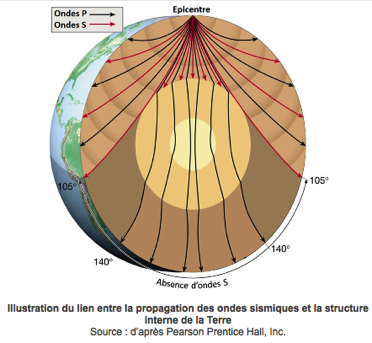 Ondes P
Ondes S
Epicentre
105°
105°
140°
140°
Absence d'ondes S
Illustration du lien entre la propagation des ondes sismiques et la structure
interne de la Terre
Source : d'après Pearson Prentice Hall, Inc.